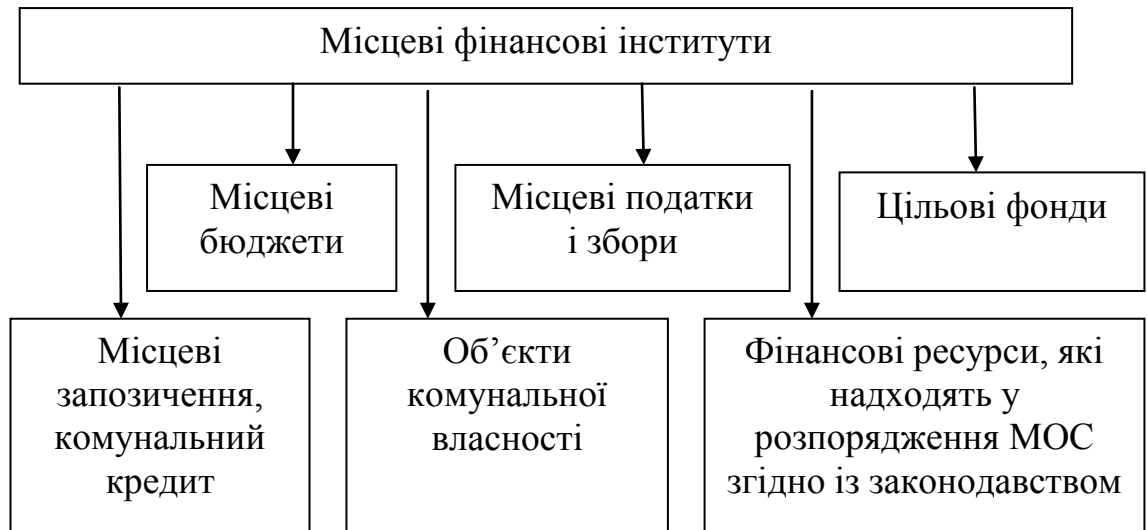 Місцеві фінансові інститути
Місцеві
бюджети
Місцеві податки
і збори
Цільові фонди
Місцеві
запозичення,
комунальний
кредит
Об’єкти
комунальної
власності
Фінансові ресурси, які
надходять у
розпорядження МОС
згідно із законодавством